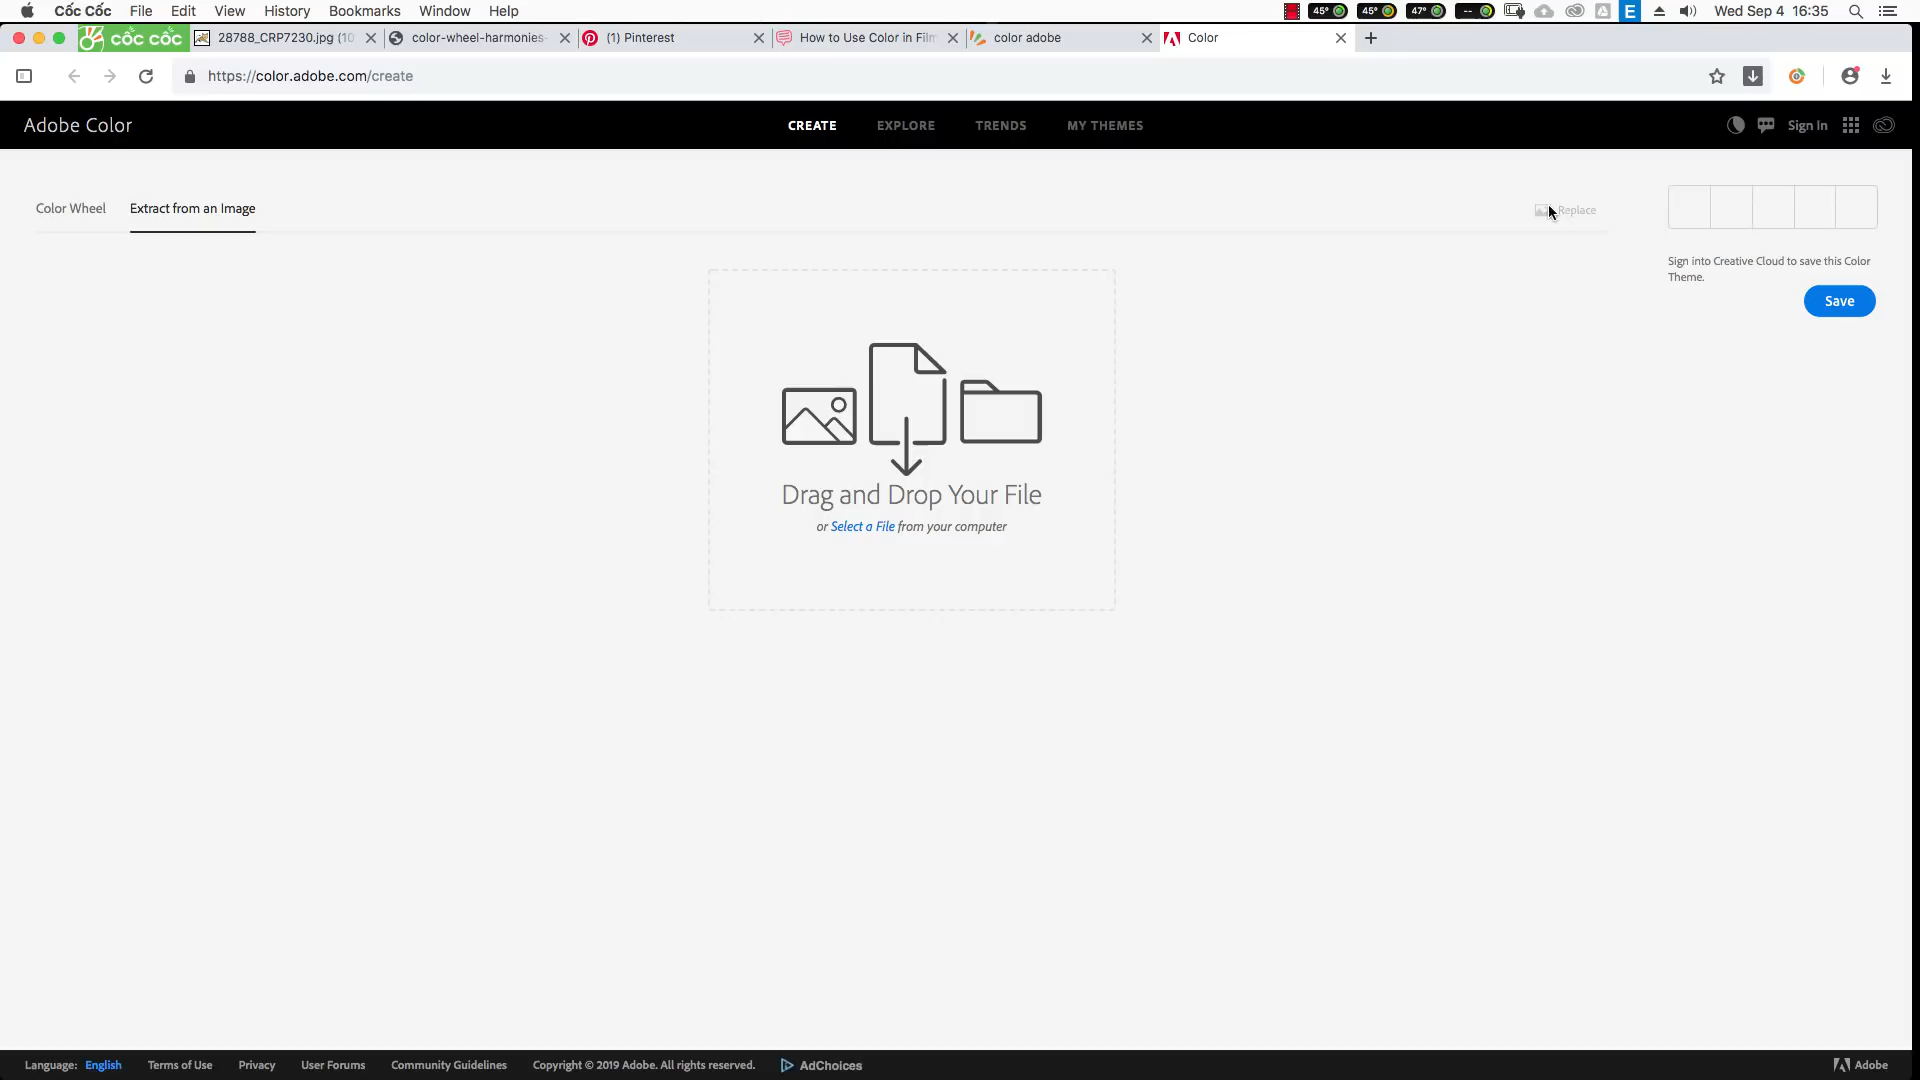 Cốc Cốc File Edit View History Bookmarks Window Help 45° 45° 47° -- E Wed Sep 4 16:35
cốc cốc 28788_CRP7230.jpg (10 color-wheel-harmonies- (1) Pinterest How to Use Color in Film color adobe Color
https://color.adobe.com/create
Adobe Color CREATE EXPLORE TRENDS MY THEMES Sign In
Color Wheel Extract from an Image Replace
Sign into Creative Cloud to save this Color
Theme.
Save
Drag and Drop Your File
or Select a File from your computer
Language: English Terms of Use Privacy User Forums Community Guidelines Copyright © 2019 Adobe. All rights reserved. AdChoices Adobe